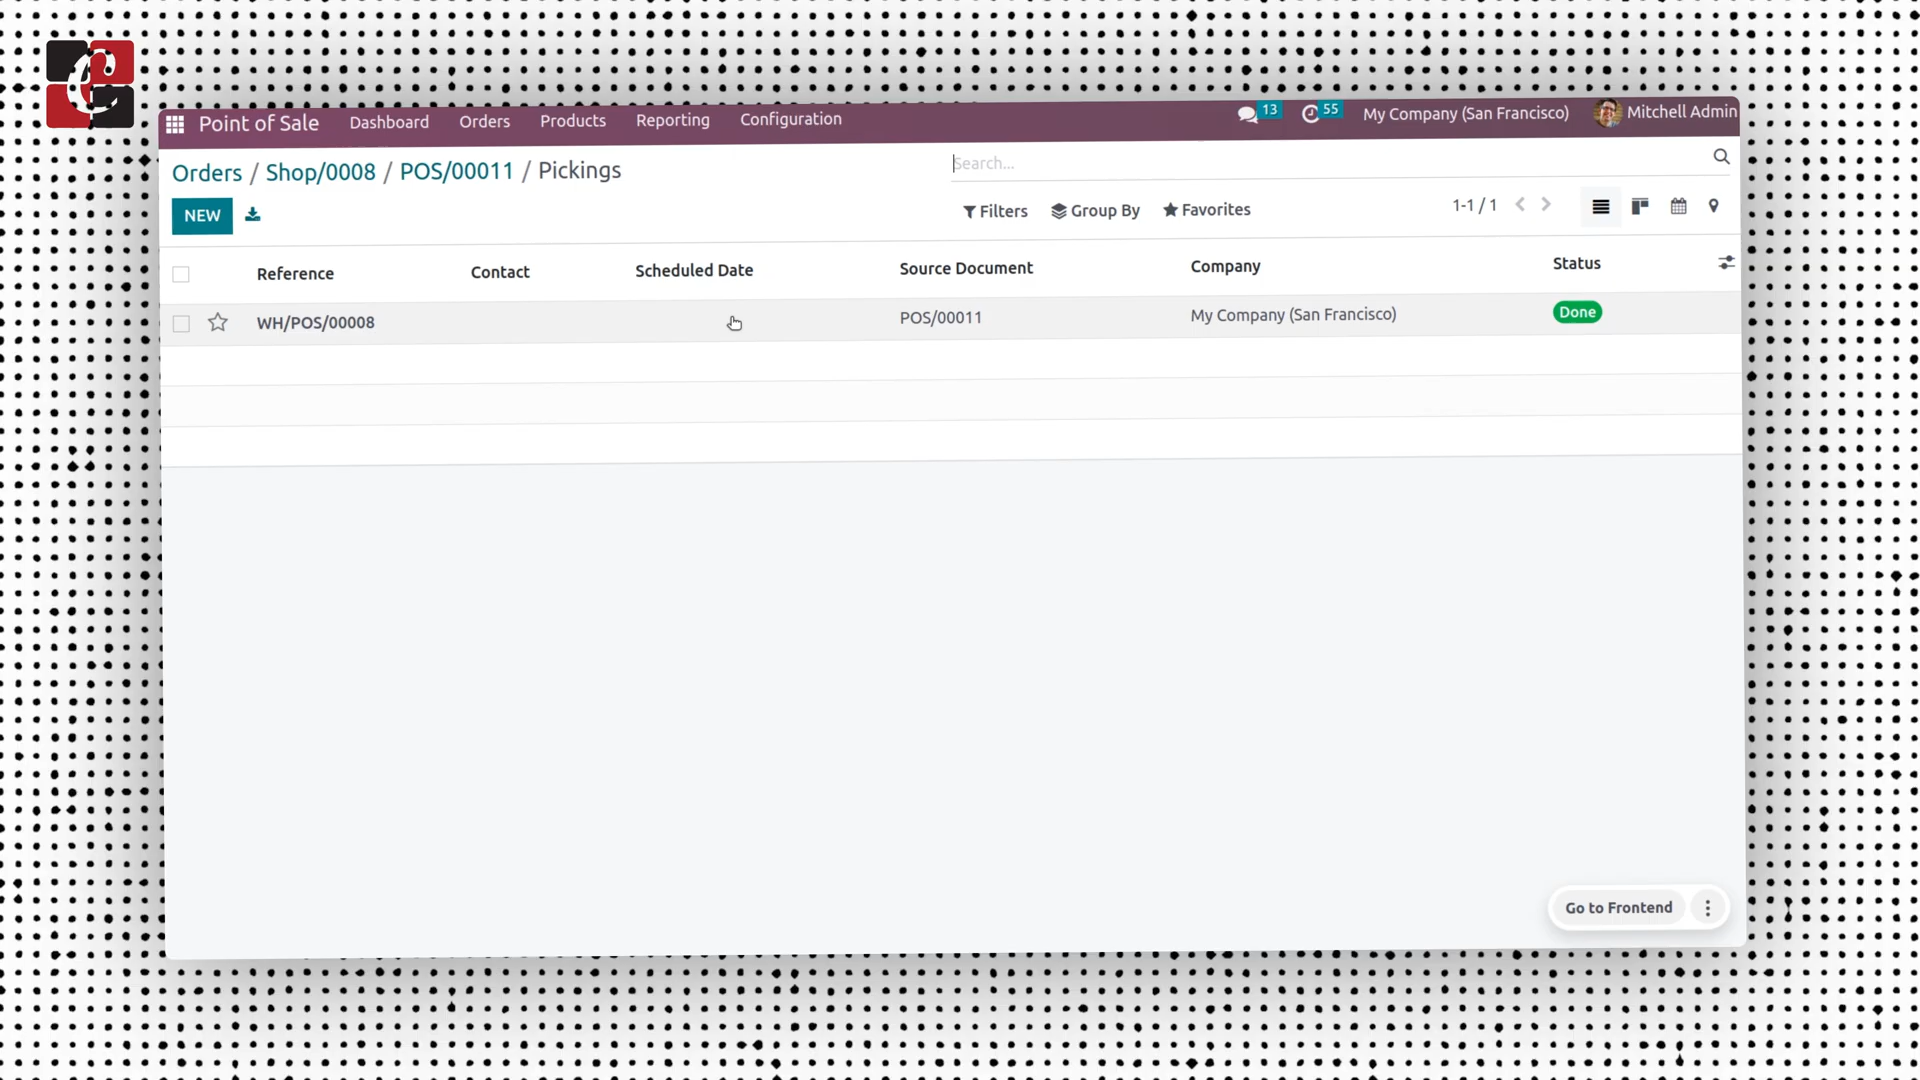 Point of Sale Dashboard Orders Products Reporting Configuration 13 55 My Company (San Francisco) Mitchell Admin
Orders / Shop/0008 / POS/00011 / Pickings Search...
NEW Filters Group By Favorites 1-1 / 1
Reference Contact Scheduled Date Source Document Company Status
WH/POS/00008 POS/00011 My Company (San Francisco) Done
Go to Frontend